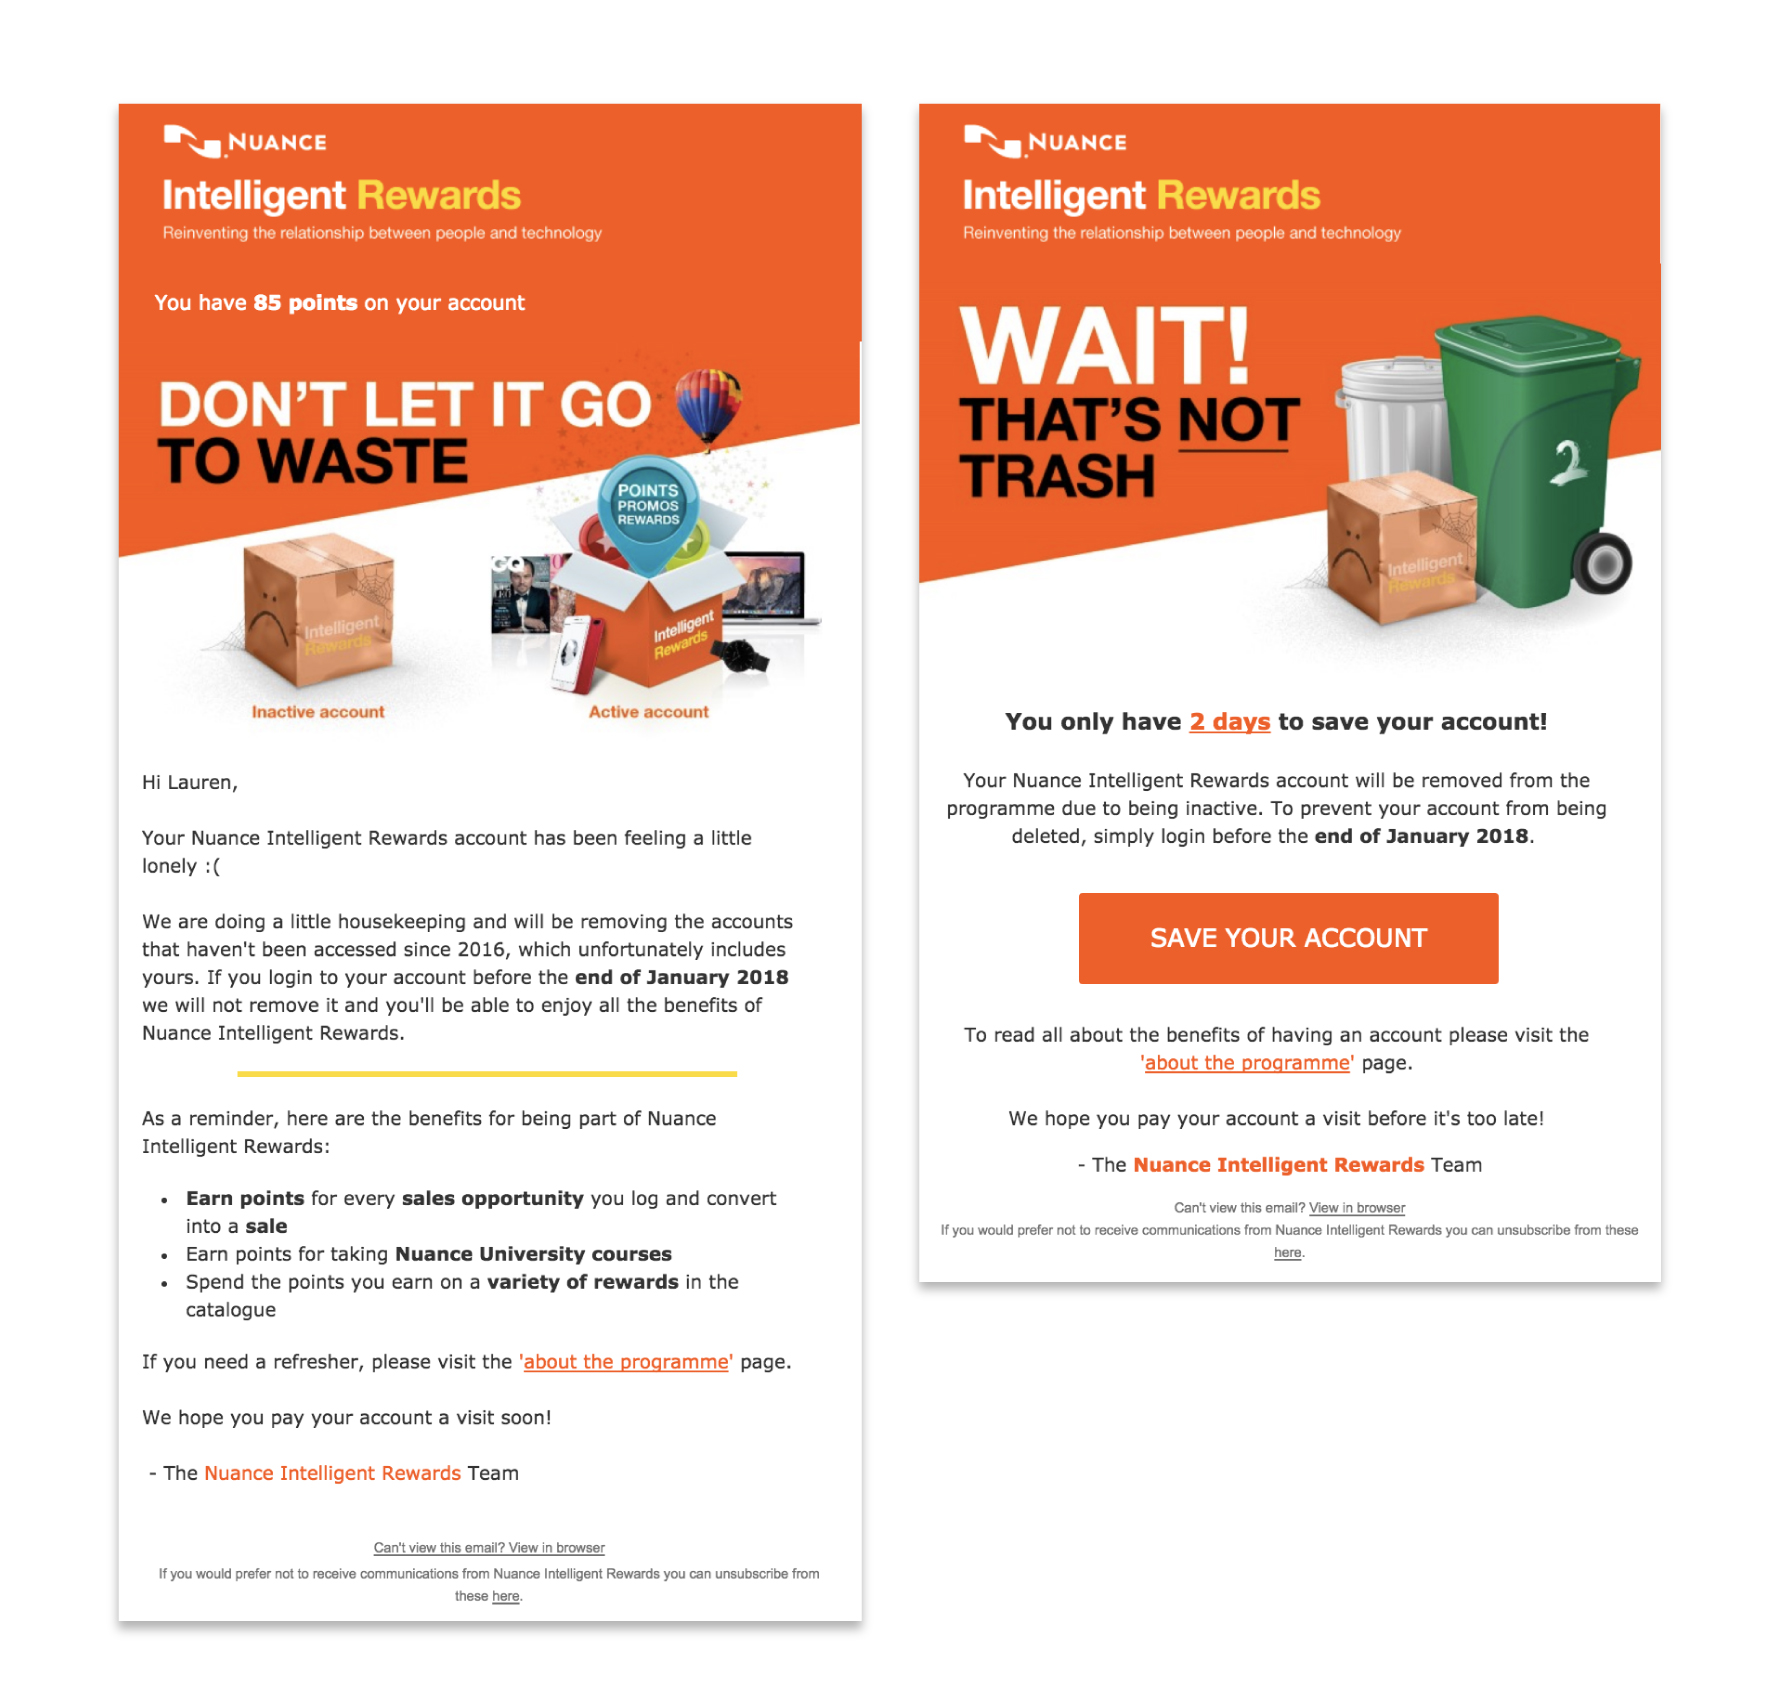 NUANCE
Intelligent Rewards
Reinventing the relationship between people and technology
You have 85 points on your account
DON'T LET IT GO
TO WASTE
POINTS
PROMOS
REWARDS
GQ
Intelligent
Rewards
Intelligent
Rewards
Inactive account
Active account
Hi Lauren,
Your Nuance Intelligent Rewards account has been feeling a little
lonely :(
We are doing a little housekeeping and will be removing the accounts
that haven't been accessed since 2016, which unfortunately includes
yours. If you login to your account before the end of January 2018
we will not remove it and you'll be able to enjoy all the benefits of
Nuance Intelligent Rewards.
As a reminder, here are the benefits for being part of Nuance
Intelligent Rewards:
• Earn points for every sales opportunity you log and convert
into a sale
• Earn points for taking Nuance University courses
• Spend the points you earn on a variety of rewards in the
catalogue
If you need a refresher, please visit the 'about the programme' page.
We hope you pay your account a visit soon!
- The Nuance Intelligent Rewards Team
Can't view this email? View in browser
If you would prefer not to receive communications from Nuance Intelligent Rewards you can unsubscribe from
these here.
NUANCE
Intelligent Rewards
Reinventing the relationship between people and technology
WAIT!
THAT'S NOT
TRASH
2
Intelligent
Rewards
You only have 2 days to save your account!
Your Nuance Intelligent Rewards account will be removed from the
programme due to being inactive. To prevent your account from being
deleted, simply login before the end of January 2018.
SAVE YOUR ACCOUNT
To read all about the benefits of having an account please visit the
'about the programme' page.
We hope you pay your account a visit before it's too late!
- The Nuance Intelligent Rewards Team
Can't view this email? View in browser
If you would prefer not to receive communications from Nuance Intelligent Rewards you can unsubscribe from these
here.